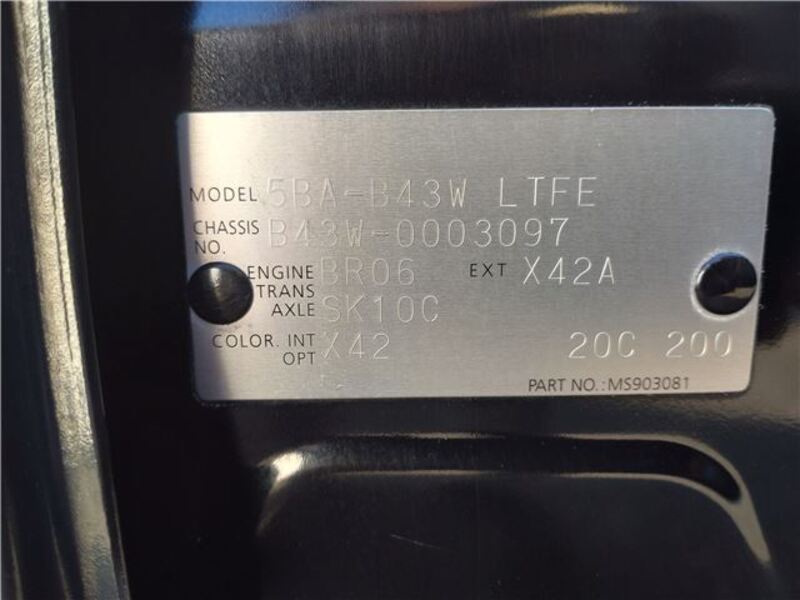 MODEL 5BA-B43W LTFE
CHASSIS NO. B43W-0003097
ENGINE BR06 EXT X42A
TRANS AXLE SK10C
COLOR. INT OPT X42 20C 200
PART NO.: MS903081